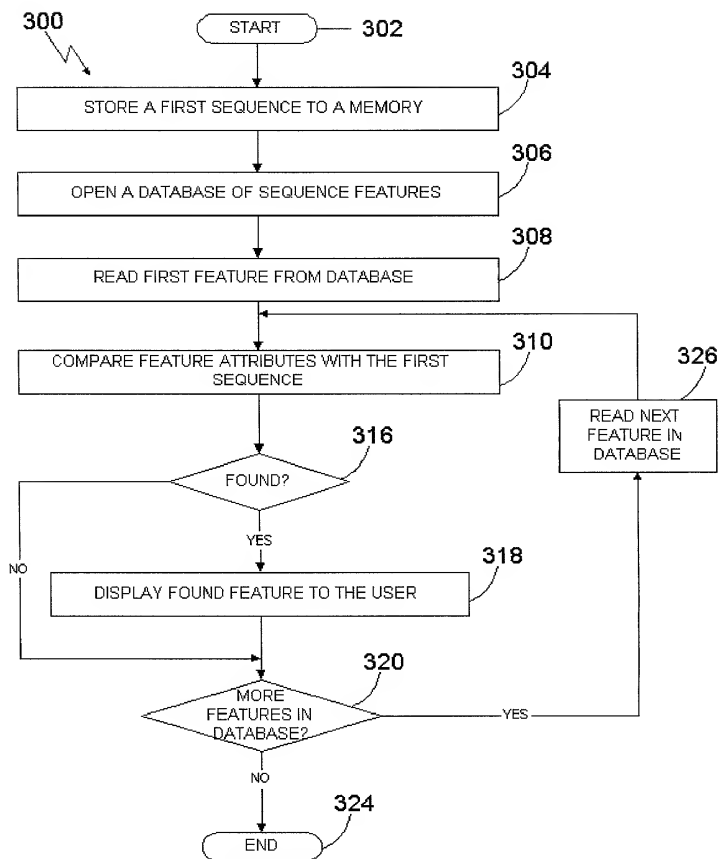 300
START
302
STORE A FIRST SEQUENCE TO A MEMORY
304
OPEN A DATABASE OF SEQUENCE FEATURES
306
READ FIRST FEATURE FROM DATABASE
308
COMPARE FEATURE ATTRIBUTES WITH THE FIRST
SEQUENCE
310
READ NEXT
FEATURE IN
DATABASE
326
FOUND?
316
YES
NO
DISPLAY FOUND FEATURE TO THE USER
318
MORE
FEATURES IN
DATABASE?
320
YES
NO
END
324